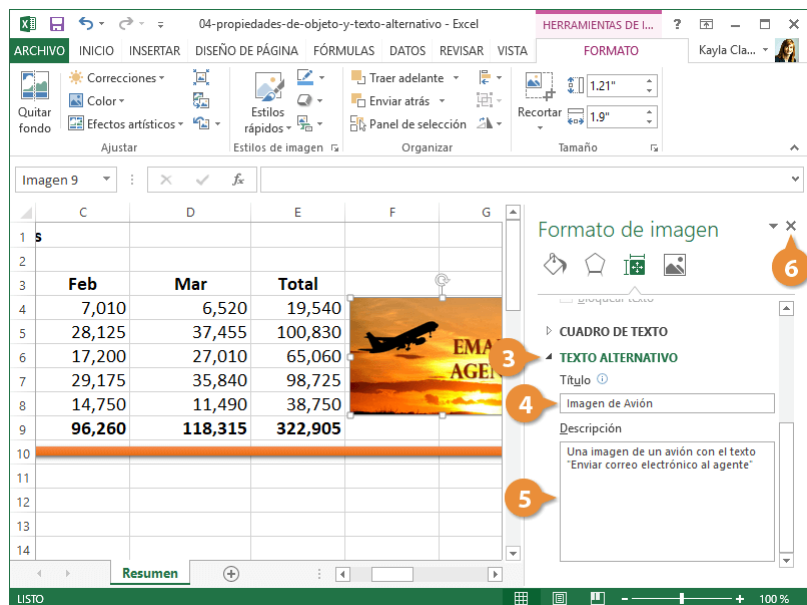 04-propiedades-de-objeto-y-texto-alternativo - Excel
HERRAMIENTAS DE I...
?
ARCHIVO INICIO INSERTAR DISEÑO DE PÁGINA FÓRMULAS DATOS REVISAR VISTA FORMATO Kayla Cla...
Quitar fondo
Correcciones
Color
Efectos artísticos
Ajustar
Estilos rápidos
Estilos de imagen
Traer adelante
Enviar atrás
Panel de selección
Organizar
Recortar
1.21"
1.9"
Tamaño
Imagen 9
fx
C D E F G
1 s
2
3 Feb Mar Total
4 7,010 6,520 19,540
5 28,125 37,455 100,830
6 17,200 27,010 65,060
7 29,175 35,840 98,725
8 14,750 11,490 38,750
9 96,260 118,315 322,905
10
11
12
13
14
EMA
AGEN
Resumen
LISTO
100 %
Formato de imagen
6
Bloquear texto
CUADRO DE TEXTO
3
TEXTO ALTERNATIVO
Título
4
Imagen de Avión
Descripción
5
Una imagen de un avión con el texto
"Enviar correo electrónico al agente"